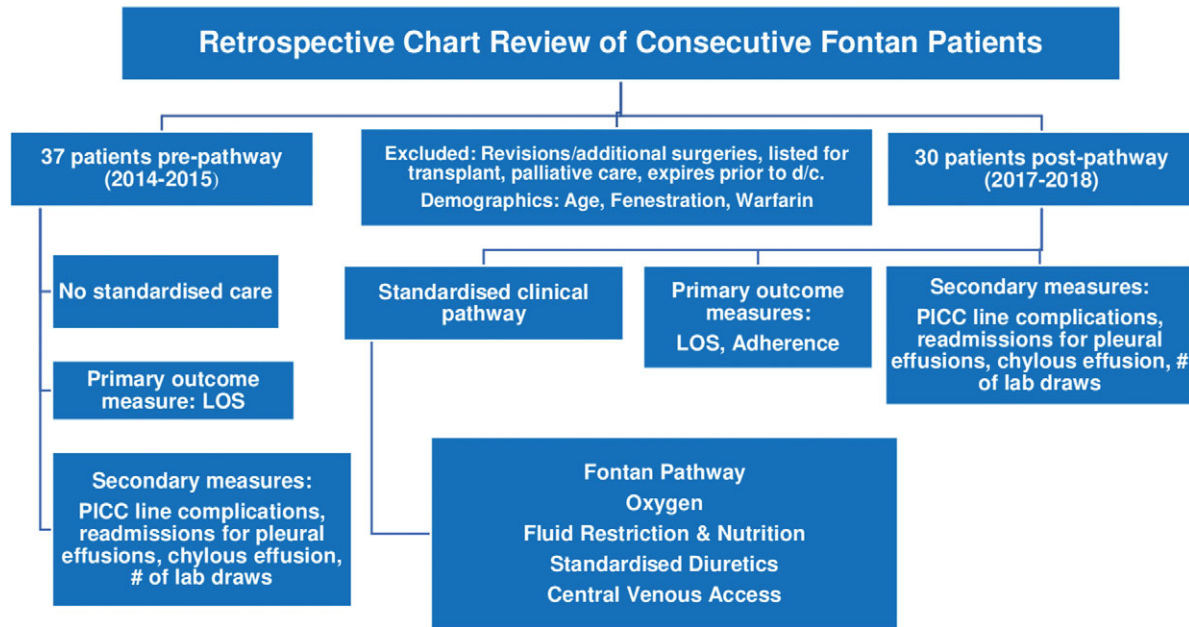 Retrospective Chart Review of Consecutive Fontan Patients
37 patients pre-pathway
(2014-2015)
Excluded: Revisions/additional surgeries, listed for
transplant, palliative care, expires prior to d/c.
Demographics: Age, Fenestration, Warfarin
30 patients post-pathway
(2017-2018)
No standardised care
Primary outcome
measure: LOS
Secondary measures:
PICC line complications,
readmissions for pleural
effusions, chylous effusion,
# of lab draws
Standardised clinical
pathway
Primary outcome
measures:
LOS, Adherence
Secondary measures:
PICC line complications,
readmissions for pleural
effusions, chylous effusion, #
of lab draws
Fontan Pathway
Oxygen
Fluid Restriction & Nutrition
Standardised Diuretics
Central Venous Access